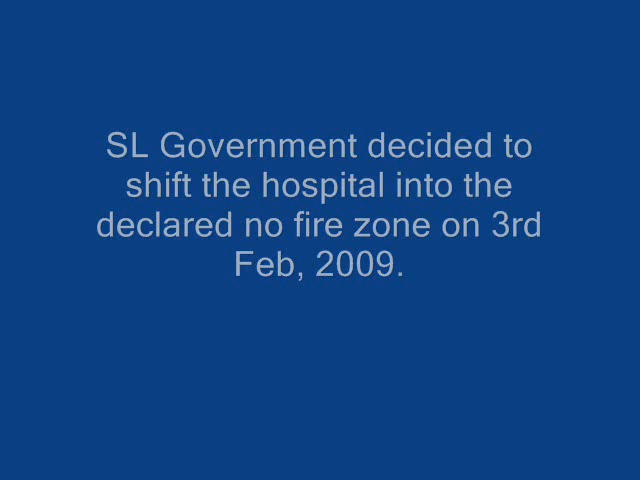 SL Government decided to
shift the hospital into the
declared no fire zone on 3rd
Feb, 2009.